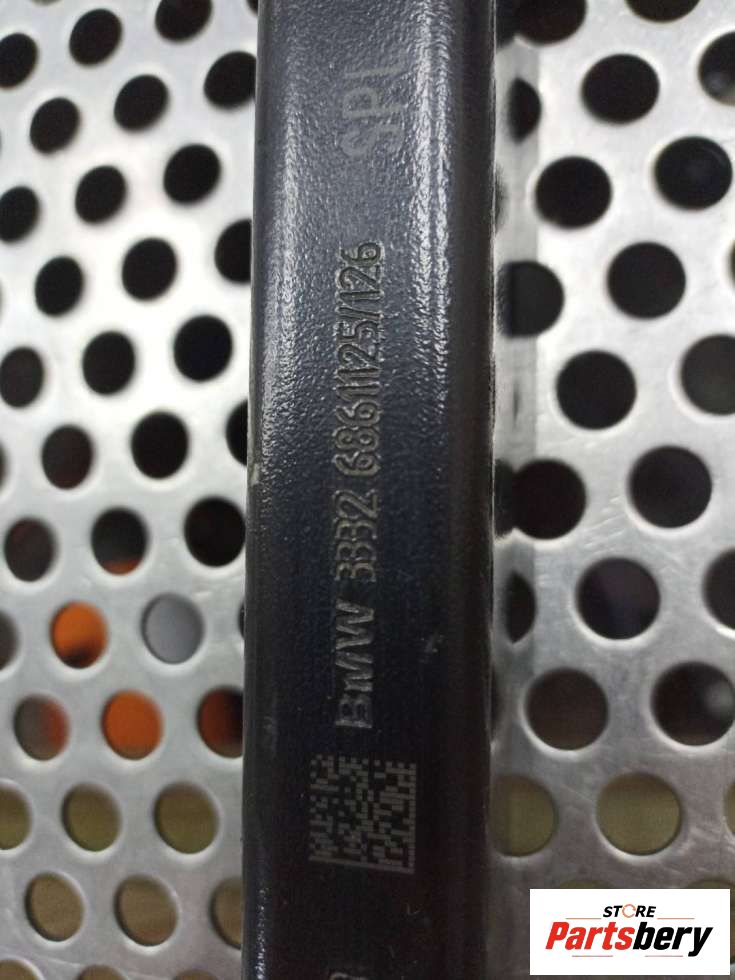 SPL
BMW 3332 6861125/126
STORE
Partsbery